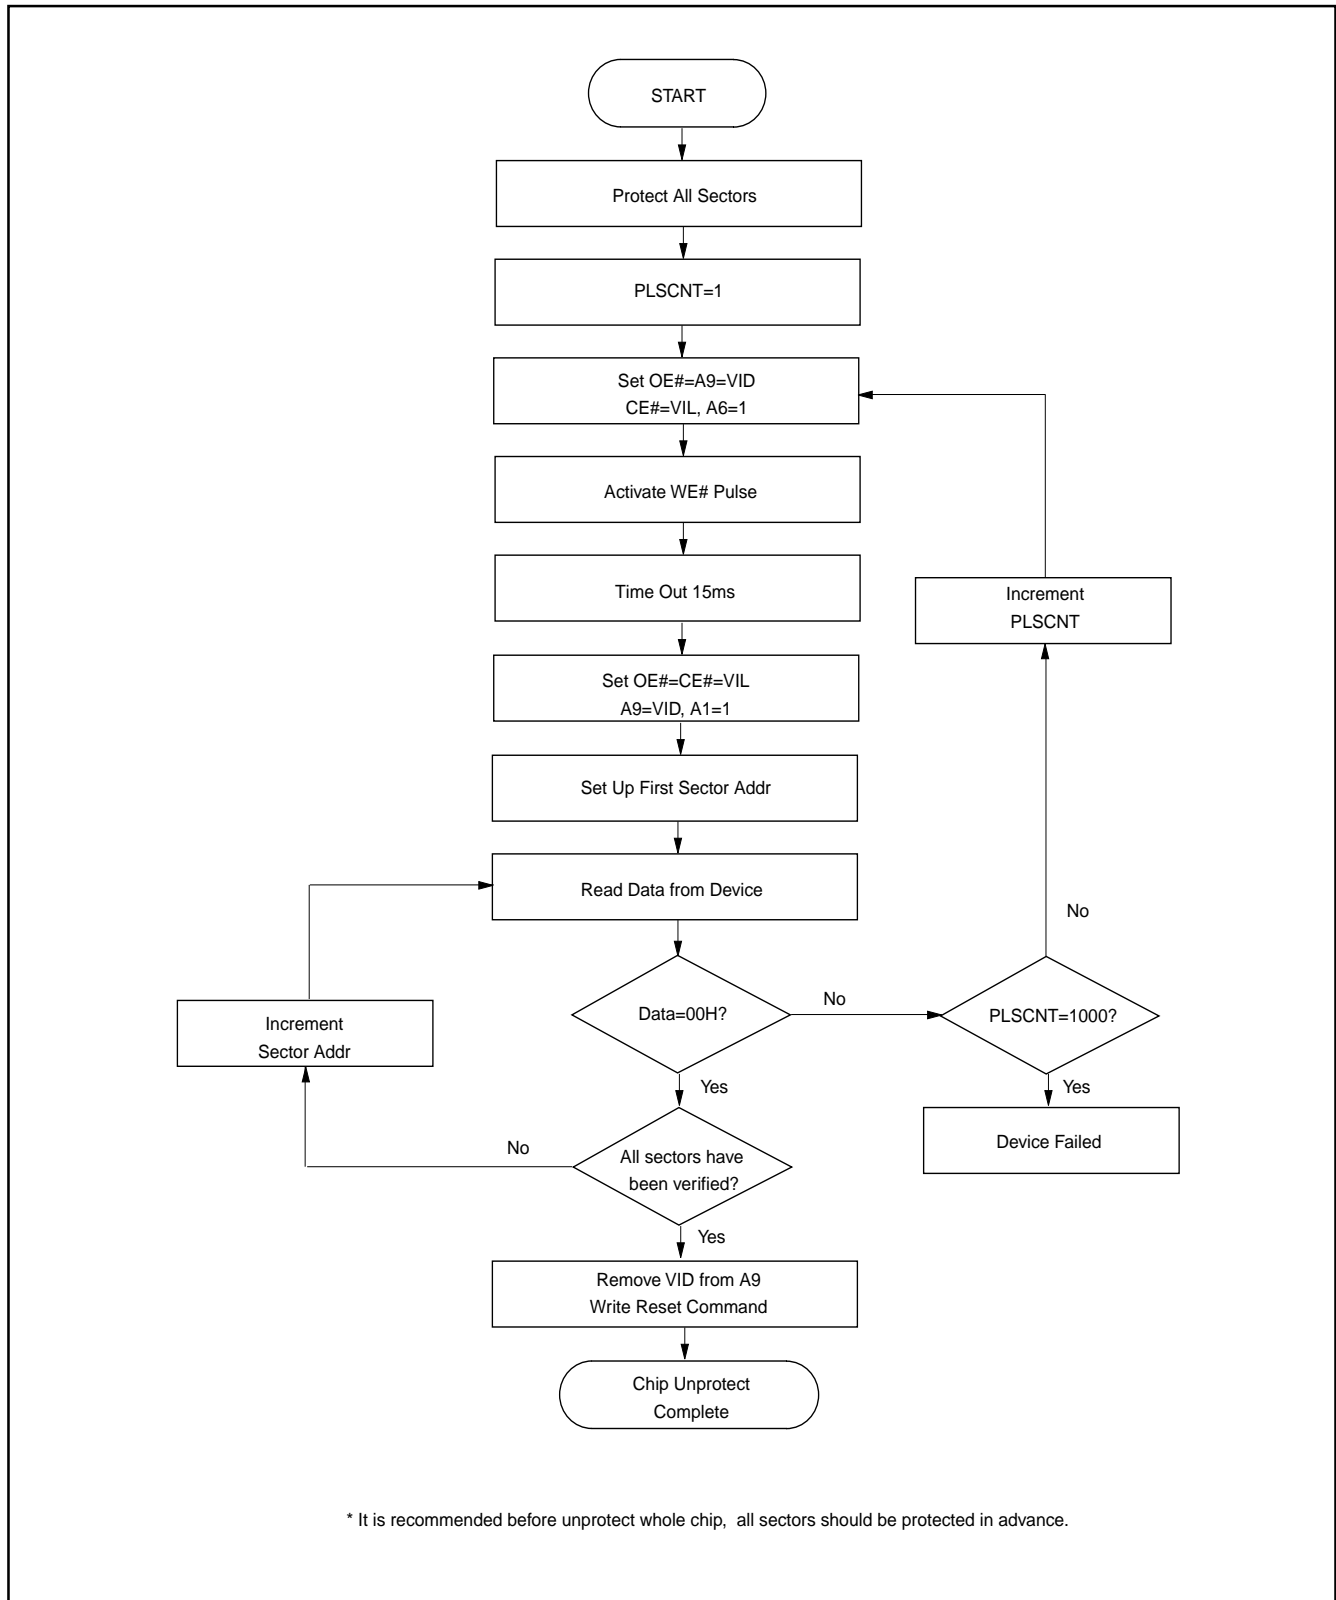 START
Protect All Sectors
PLSCNT=1
Set OE#=A9=VID
CE#=VIL, A6=1
Activate WE# Pulse
Time Out 15ms
Increment
PLSCNT
Set OE#=CE#=VIL
A9=VID, A1=1
Set Up First Sector Addr
Read Data from Device
No
Data=00H?
No
PLSCNT=1000?
Increment
Sector Addr
Yes
Yes
Device Failed
No
All sectors have
been verified?
Yes
Remove VID from A9
Write Reset Command
Chip Unprotect
Complete
* It is recommended before unprotect whole chip, all sectors should be protected in advance.